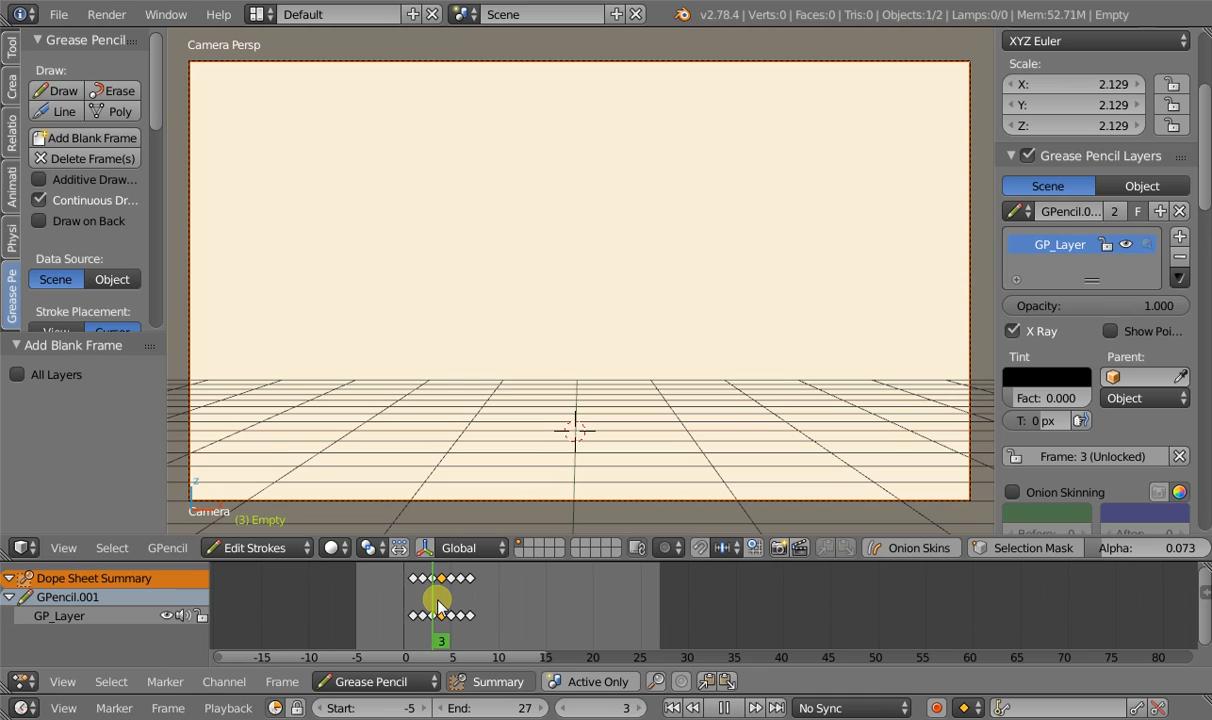 File Render Window Help Default Scene v2.78.4 | Verts:0 | Faces:0 | Tris:0 | Objects:1/2 | Lamps:0/0 | Mem:52.71M | Empty
Tool
Crea
Relatio
Animati
Physi
Grease Pe
Grease Pencil
Draw:
Draw Erase
Line Poly
Add Blank Frame
Delete Frame(s)
Additive Draw...
Continuous Dr...
Draw on Back
Data Source:
Scene Object
Stroke Placement:
Add Blank Frame
All Layers
Camera Persp
z
Camera
(3) Empty
XYZ Euler
Scale:
X: 2.129
Y: 2.129
Z: 2.129
Grease Pencil Layers
Scene Object
GPencil.0... 2 F
GP_Layer
Opacity: 1.000
X Ray Show Poi...
Tint Parent:
Fact: 0.000 Object
T: 0 px
Frame: 3 (Unlocked)
Onion Skinning
View Select GPencil Edit Strokes Global Onion Skins Selection Mask Alpha: 0.073
Dope Sheet Summary
GPencil.001
GP_Layer
3
-15 -10 -5 0 5 10 15 20 25 30 35 40 45 50 55 60 65 70 75 80
View Select Marker Channel Frame Grease Pencil Summary Active Only
View Marker Frame Playback Start: -5 End: 27 3 No Sync